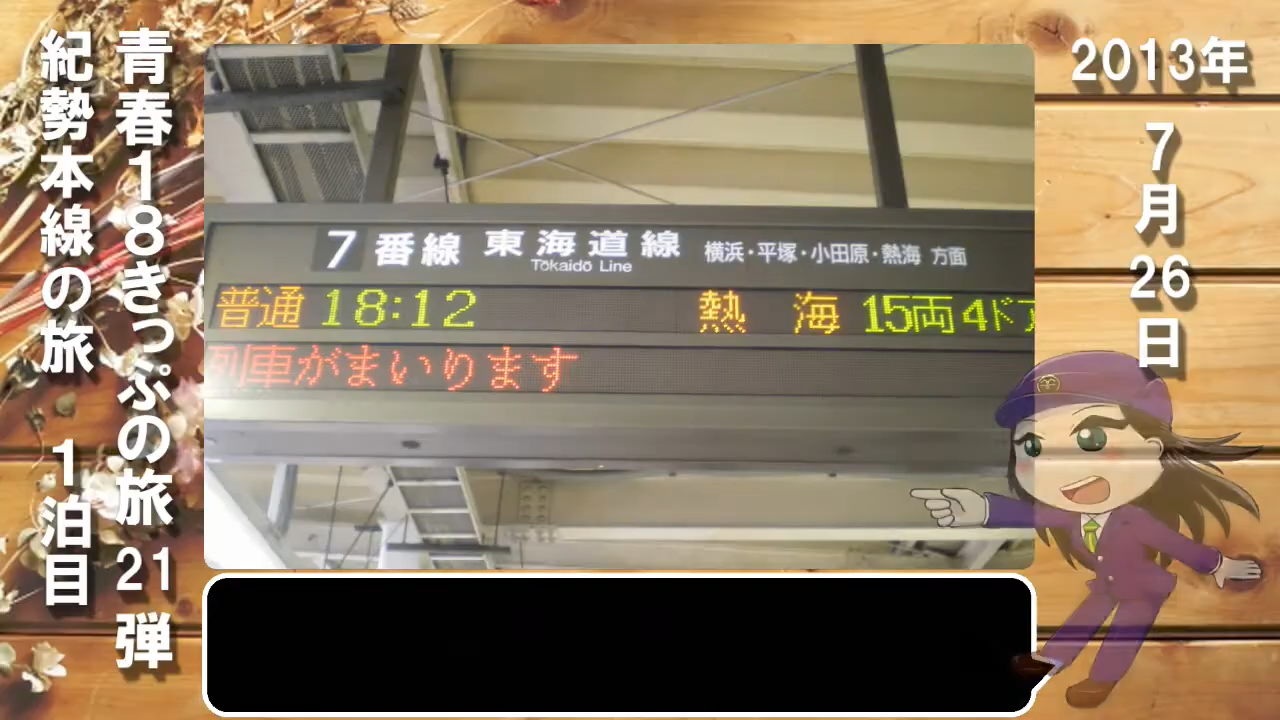 青春18きっぷの旅 21弾
紀勢本線の旅 1泊目
2013年
7月26日
7 番線 東海道線 横浜・平塚・小田原・熱海 方面
Tōkaidō Line
普通 18:12 熱 海 15両4ドア
列車がまいります